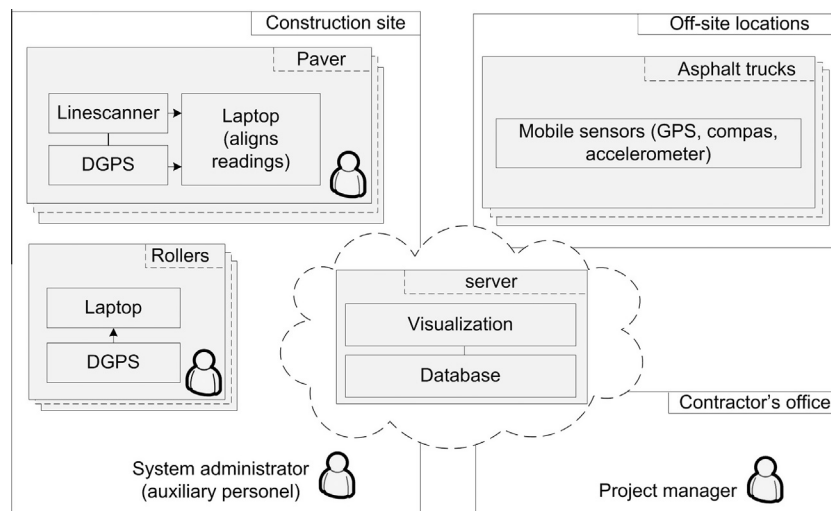 Construction site
Paver
Linescanner
DGPS
Laptop
(aligns
readings)
Off-site locations
Asphalt trucks
Mobile sensors (GPS, compas,
accelerometer)
Rollers
Laptop
DGPS
server
Visualization
Database
Contractor's office
System administrator
(auxiliary personel)
Project manager